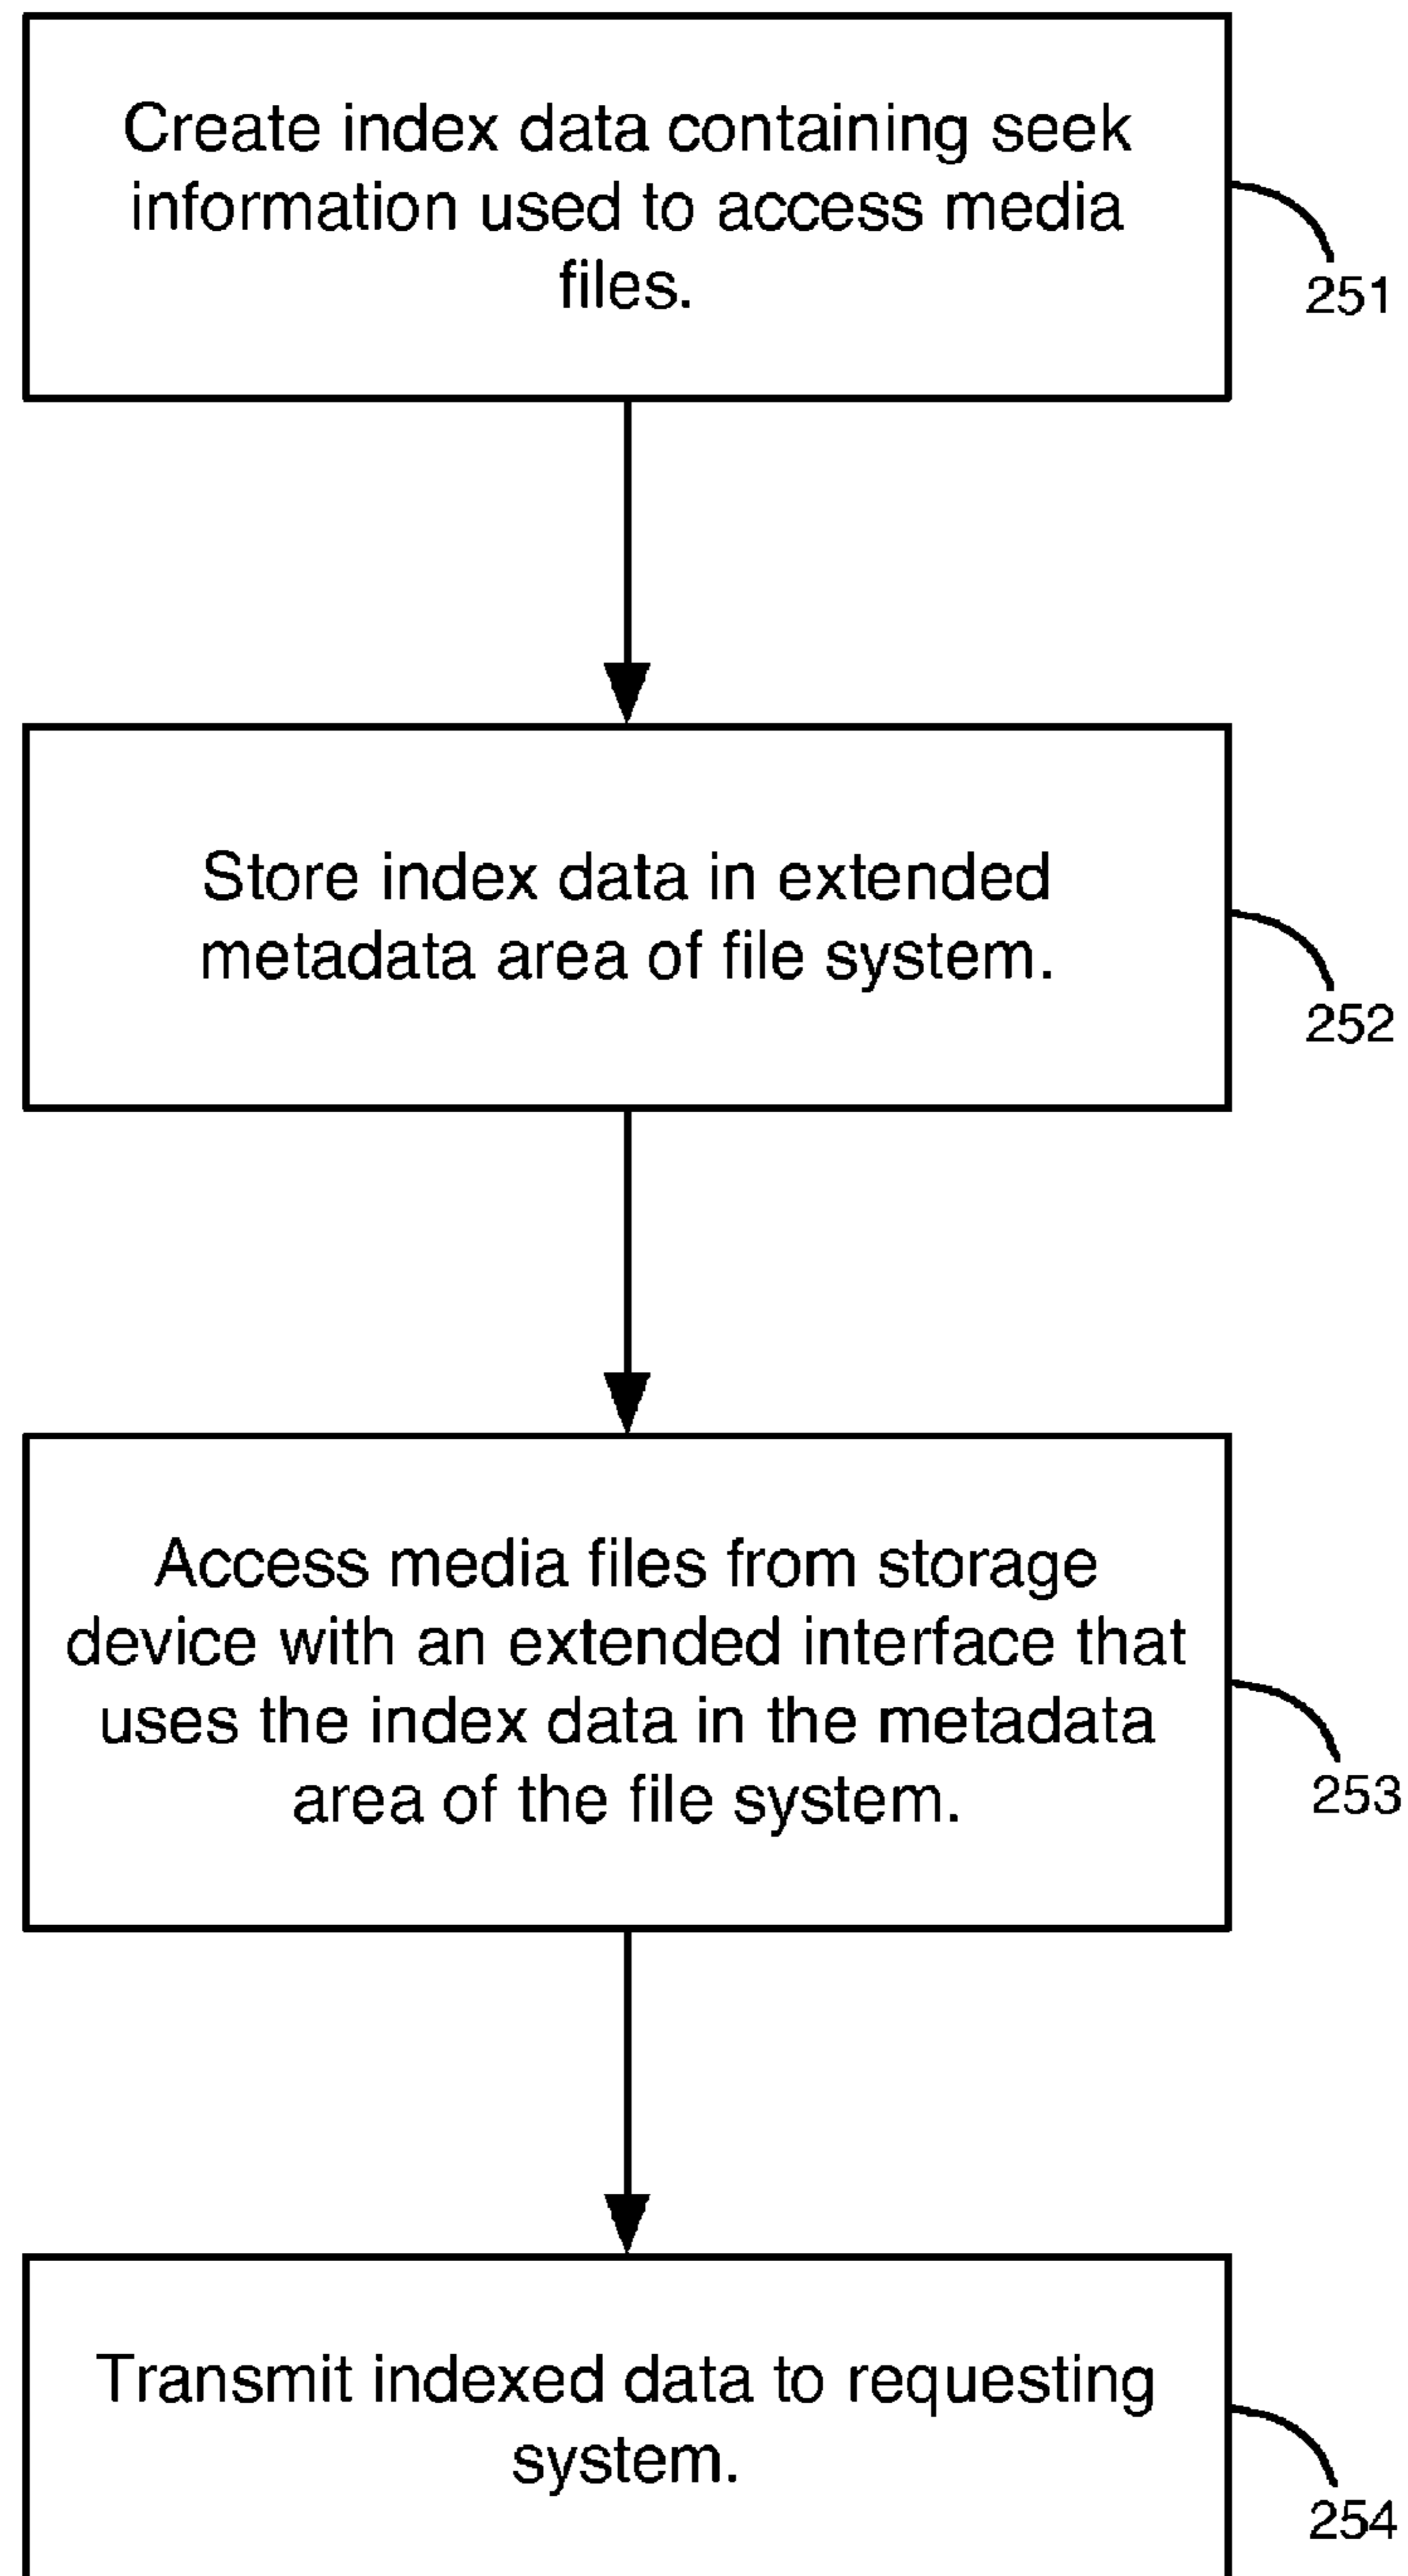 Create index data containing seek
information used to access media
files.
251
Store index data in extended
metadata area of file system.
252
Access media files from storage
device with an extended interface that
uses the index data in the metadata
area of the file system.
253
Transmit indexed data to requesting
system.
254